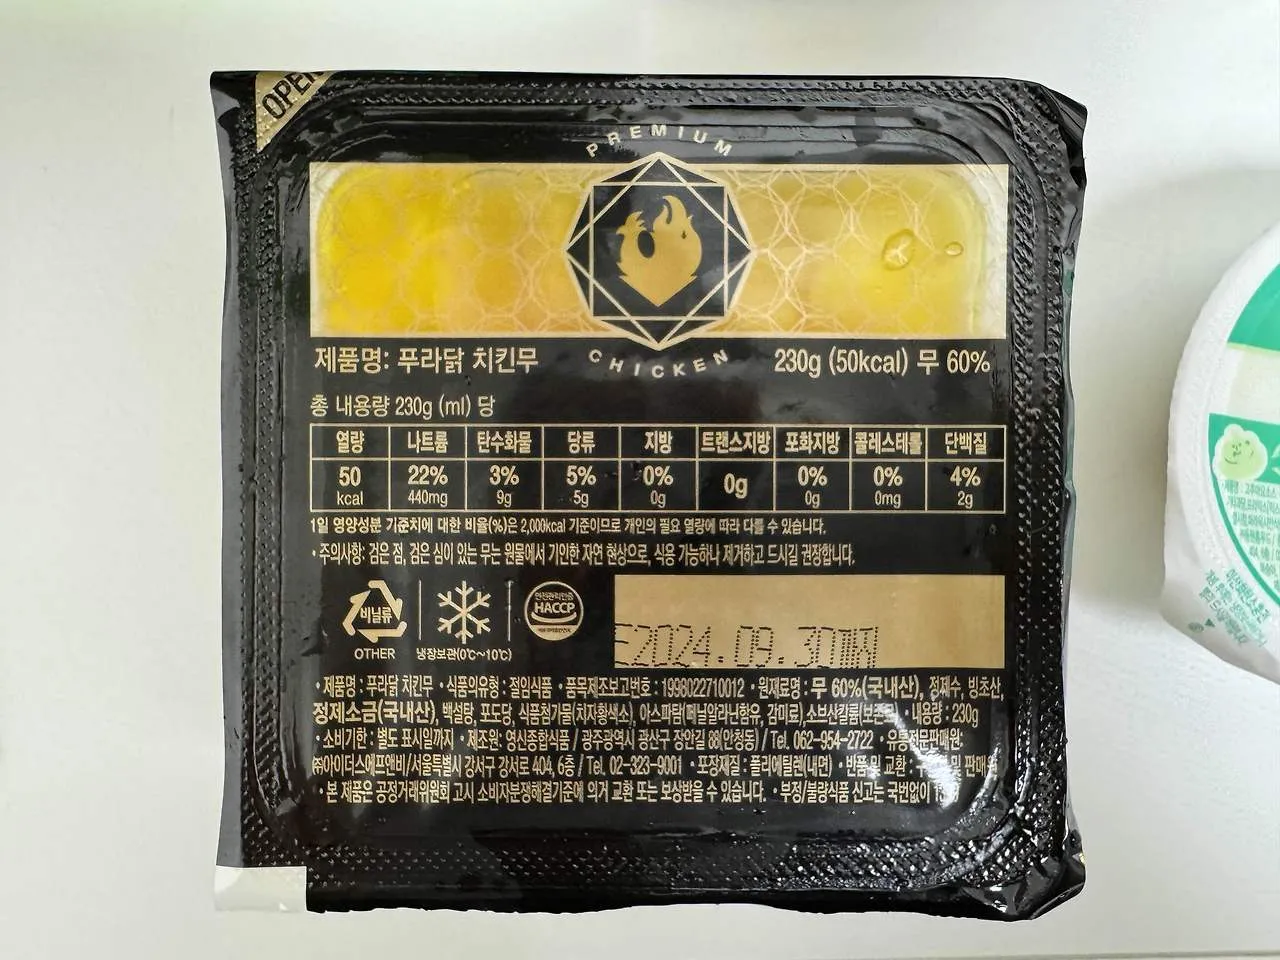 OPEN
PREMIUM
CHICKEN
제품명: 푸라닭 치킨무 230g (50kcal) 무 60%
총 내용량 230g (ml) 당
열량 나트륨 탄수화물 당류 지방 트랜스지방 포화지방 콜레스테롤 단백질
50 22% 3% 5% 0% 0g 0% 0% 4%
kcal 440mg 9g 5g 0g 0g 0mg 2g
1일 영양성분 기준치에 대한 비율(%)은 2,000kcal 기준이므로 개인의 필요 열량에 따라 다를 수 있습니다.
•주의사항: 검은 점, 검은 심이 있는 무는 원물에서 기인한 자연 현상으로, 식용 가능하나 제거하고 드시길 권장합니다.
비닐류
OTHER
냉장보관(0℃~10℃)
안전관리인증
HACCP
2024.09.30까지
•제품명 : 푸라닭 치킨무 •식품의유형 : 절임식품 •품목제조보고번호 : 1998022710012 •원재료명 : 무 60%(국내산), 정제수, 빙초산,
정제소금(국내산), 백설탕, 포도당, 식품첨가물(치자황색소), 아스파탐(페닐알라닌함유, 감미료),소브산칼륨(보존료) •내용량 : 230g
•소비기한 : 별도 표시일까지 •제조원: 영신종합식품 / 광주광역시 광산구 장안길 88(안청동) / Tel. 062-954-2722 •유통전문판매원:
㈜아이더스에프앤비/서울특별시 강서구 강서로 404, 6층 / Tel. 02-323-9001 •포장재질 : 폴리에틸렌(내면) •반품 및 교환 : 및 판매원
•본 제품은 공정거래위원회 고시 소비자분쟁해결기준에 의거 교환 또는 보상받을 수 있습니다. •부정/불량식품 신고는 국번없이